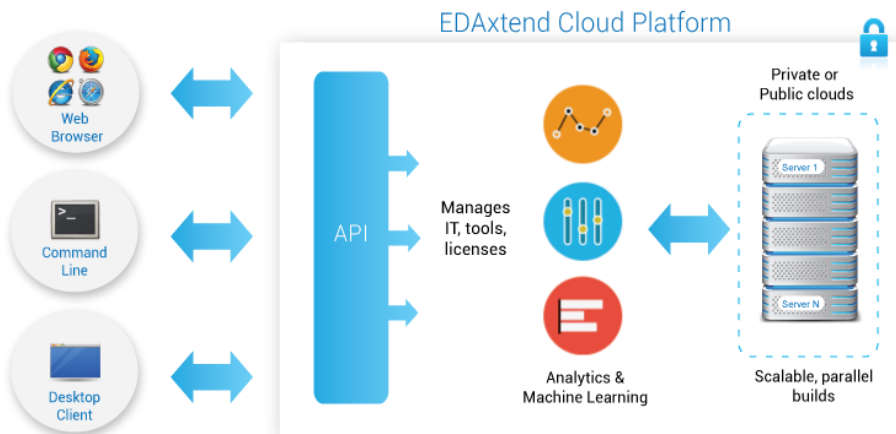 EDAxtend Cloud Platform
Web
Browser
>_
Command
Line
Desktop
Client
API
Manages
IT, tools,
licenses
Analytics &
Machine Learning
Private or
Public clouds
Server 1
Server N
Scalable, parallel
builds